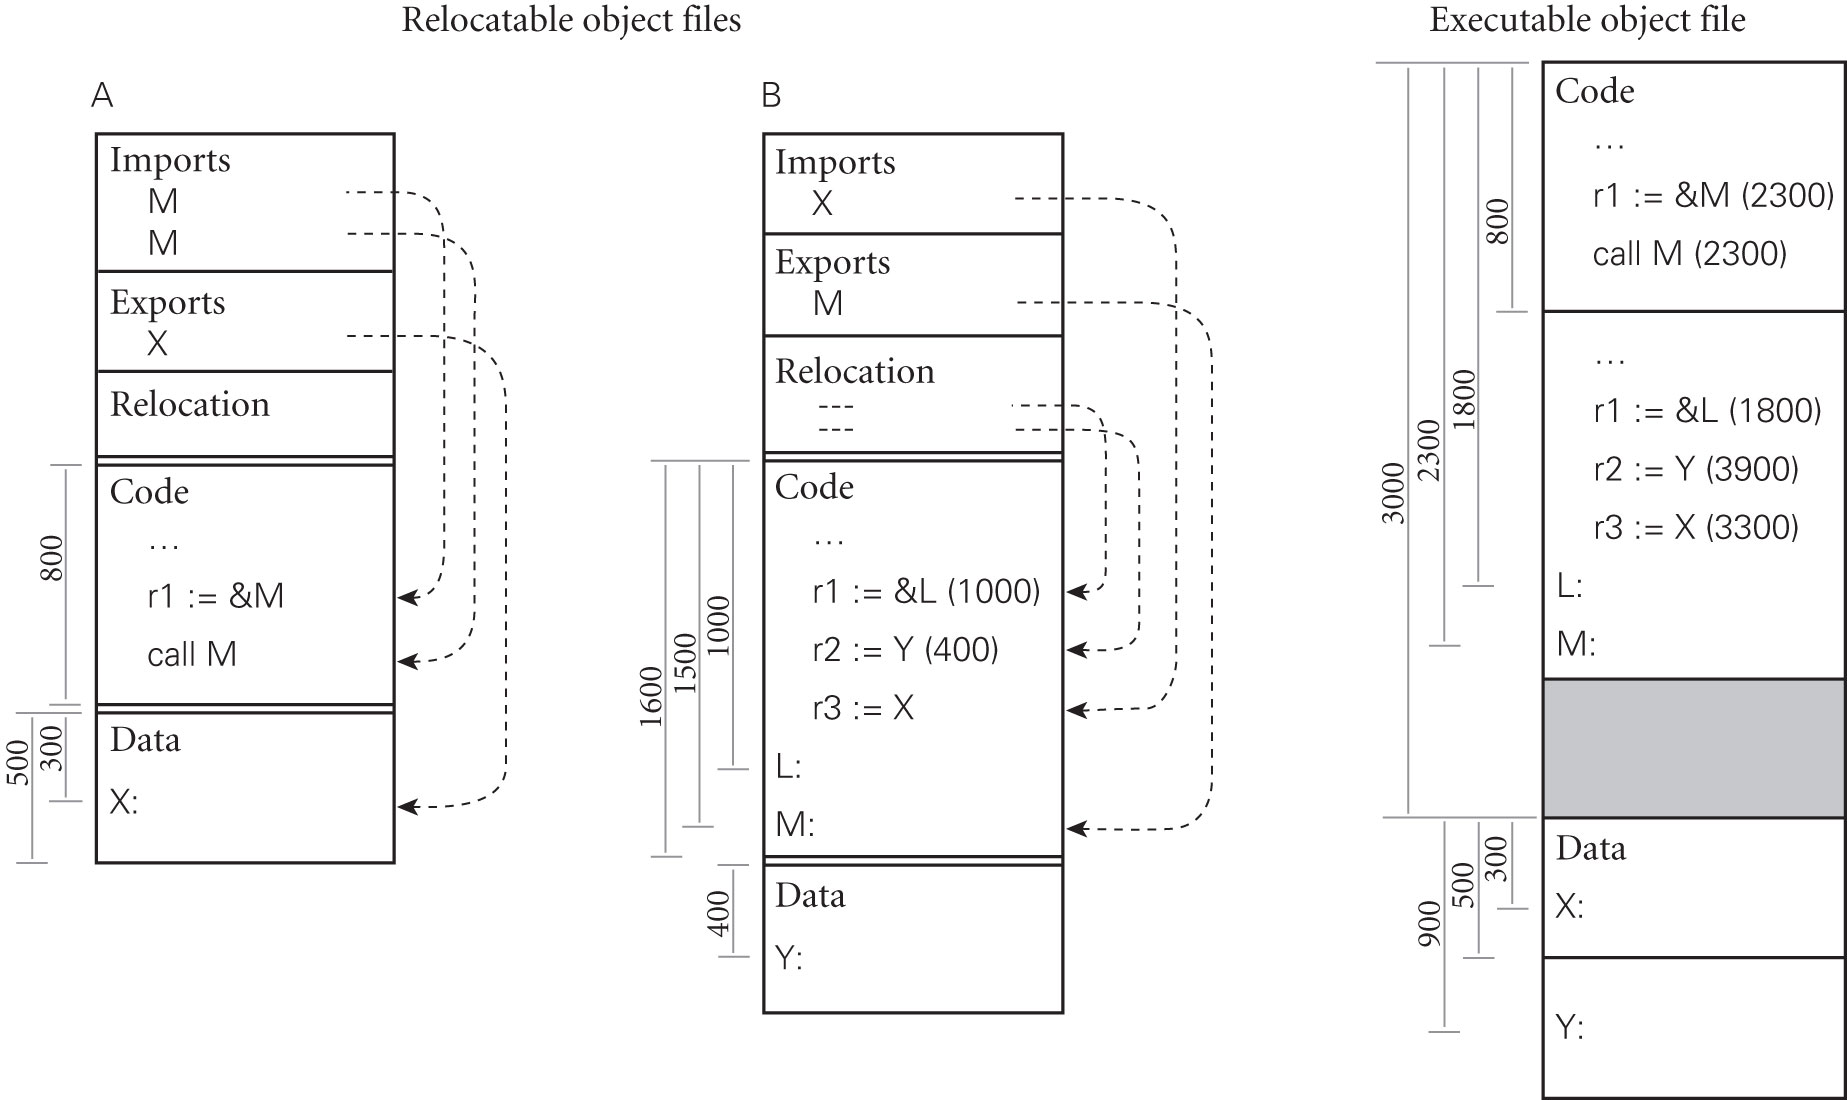 Relocatable object files
A
Imports
M
M
Exports
X
Relocation
Code
…
r1 := &M
call M
Data
X:
800
300
500
B
Imports
X
Exports
M
Relocation
---
---
Code
…
r1 := &L (1000)
r2 := Y (400)
r3 := X
L:
M:
Data
Y:
1000
1500
1600
400
Executable object file
Code
…
r1 := &M (2300)
call M (2300)
…
r1 := &L (1800)
r2 := Y (3900)
r3 := X (3300)
L:
M:
Data
X:
Y:
800
1800
2300
3000
300
500
900